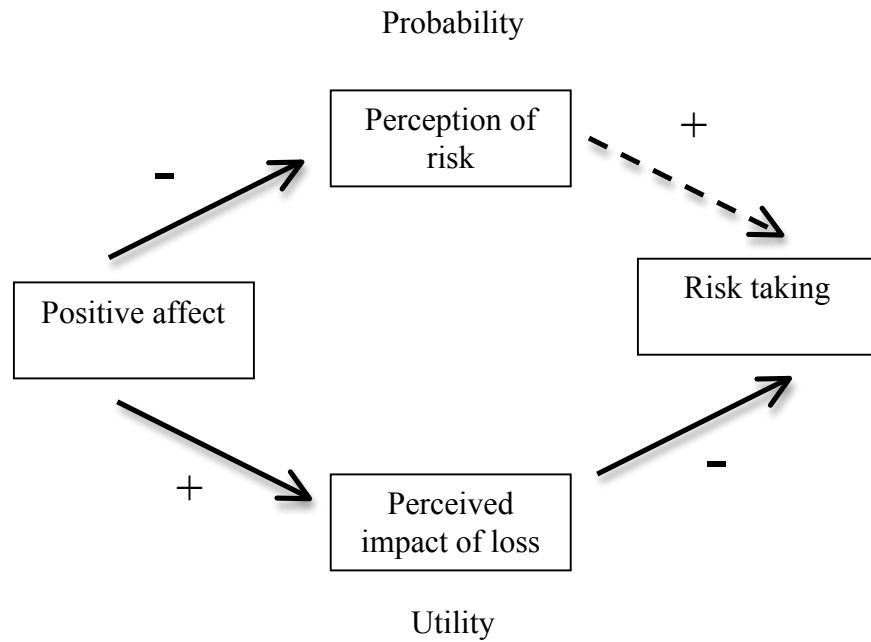 Probability
Perception of
risk
+
-
Positive affect
Risk taking
+
-
Perceived
impact of loss
Utility